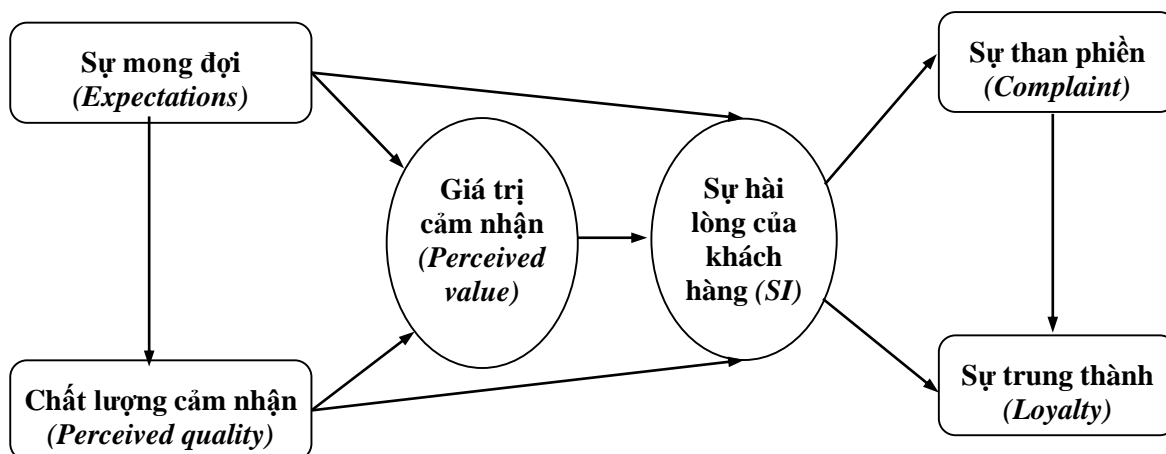 Sự mong đợi
(Expectations)
Sự than phiền
(Complaint)
Giá trị
cảm nhận
(Perceived
value)
Sự hài
lòng của
khách
hàng (SI)
Chất lượng cảm nhận
(Perceived quality)
Sự trung thành
(Loyalty)